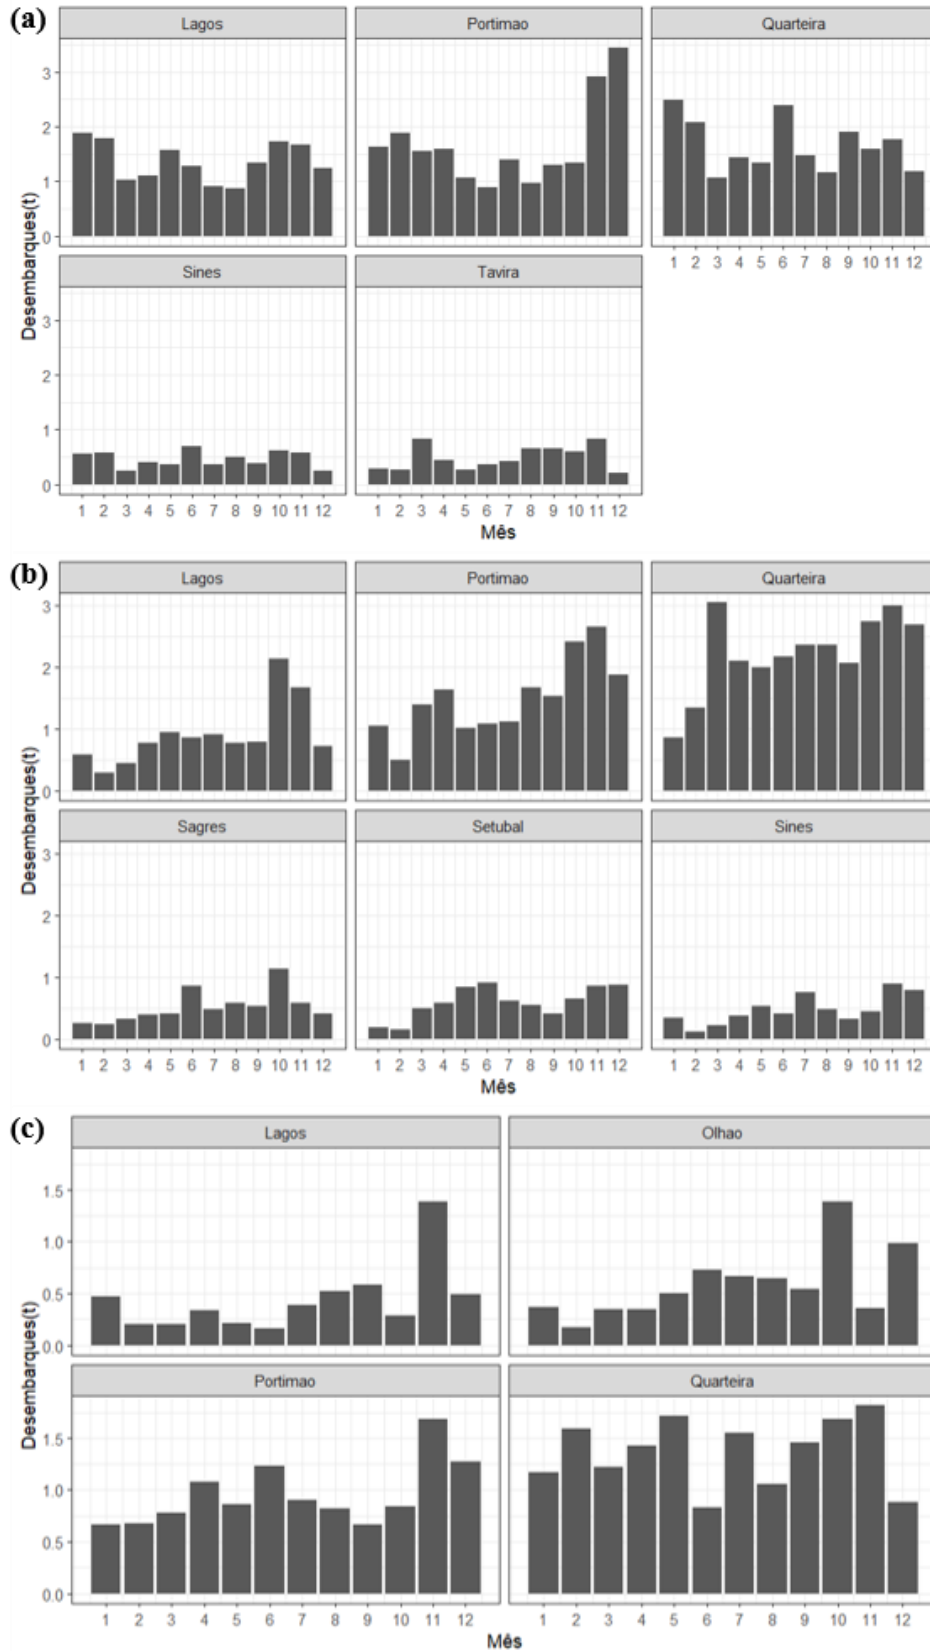 (a)
Lagos Portimao Quarteira
3
2
1
0
1 2 3 4 5 6 7 8 9 10 11 12
Desembarques(t)
Sines Tavira
3
2
1
0
1 2 3 4 5 6 7 8 9 10 11 12 1 2 3 4 5 6 7 8 9 10 11 12
Mês
(b)
Lagos Portimao Quarteira
3
2
1
0
Desembarques(t)
Sagres Setubal Sines
3
2
1
0
1 2 3 4 5 6 7 8 9 10 11 12 1 2 3 4 5 6 7 8 9 10 11 12 1 2 3 4 5 6 7 8 9 10 11 12
Mês
(c)
Lagos Olhao
1.5
1.0
0.5
0.0
Desembarques(t)
Portimao Quarteira
1.5
1.0
0.5
0.0
1 2 3 4 5 6 7 8 9 10 11 12 1 2 3 4 5 6 7 8 9 10 11 12
Mês